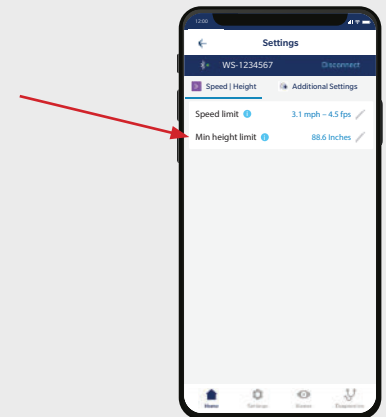 12:00
Settings
WS-1234567 Disconnect
Speed | Height Additional Settings
Speed limit 3.1 mph – 4.5 fps
Min height limit 88.6 Inches
Home Settings